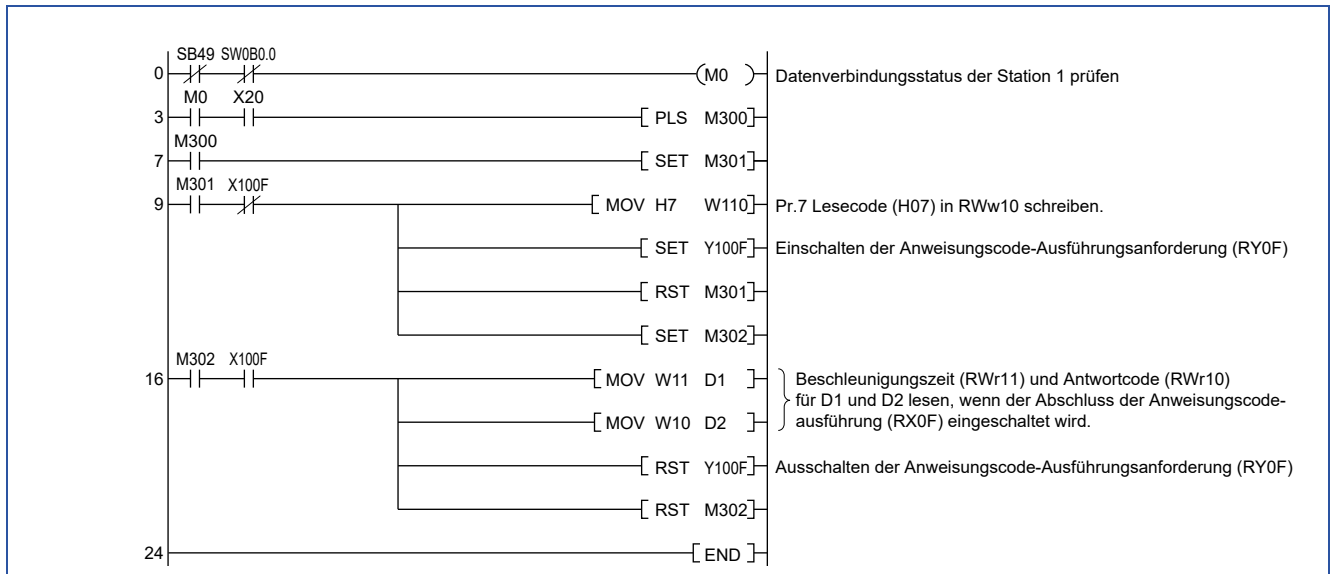 SB49 SW0B0.0
0 M0 Datenverbindungsstatus der Station 1 prüfen
M0 X20
3 PLS M300
M300
7 SET M301
M301 X100F
9 MOV H7 W110 Pr.7 Lesecode (H07) in RWw10 schreiben.
SET Y100F Einschalten der Anweisungscode-Ausführungsanforderung (RY0F)
RST M301
SET M302
M302 X100F
16 MOV W11 D1 Beschleunigungszeit (RWr11) und Antwortcode (RWr10)
für D1 und D2 lesen, wenn der Abschluss der Anweisungscode-
MOV W10 D2 ausführung (RX0F) eingeschaltet wird.
RST Y100F Ausschalten der Anweisungscode-Ausführungsanforderung (RY0F)
RST M302
24 END